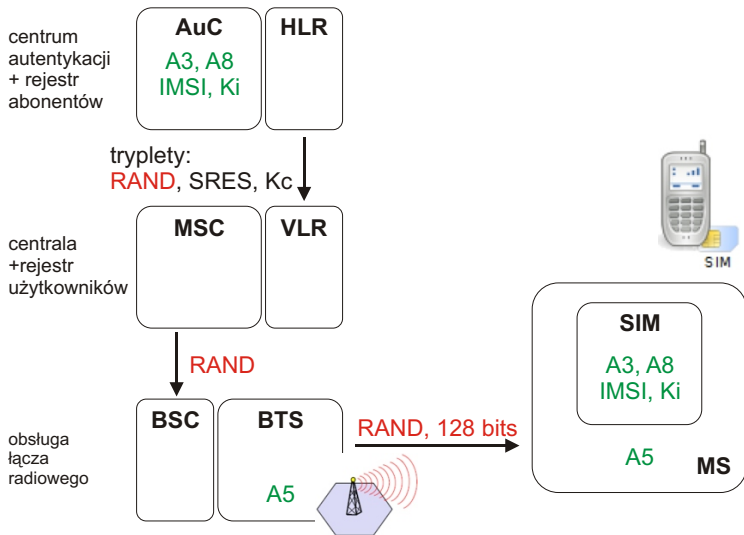 centrum
autentykacji
+ rejestr
abonentów
AuC
A3, A8
IMSI, Ki
HLR
tryplety:
RAND, SRES, Kc
centrala
+rejestr
użytkowników
MSC
VLR
SIM
RAND
SIM
A3, A8
IMSI, Ki
A5
MS
obsługa
łącza
radiowego
BSC
BTS
A5
RAND, 128 bits